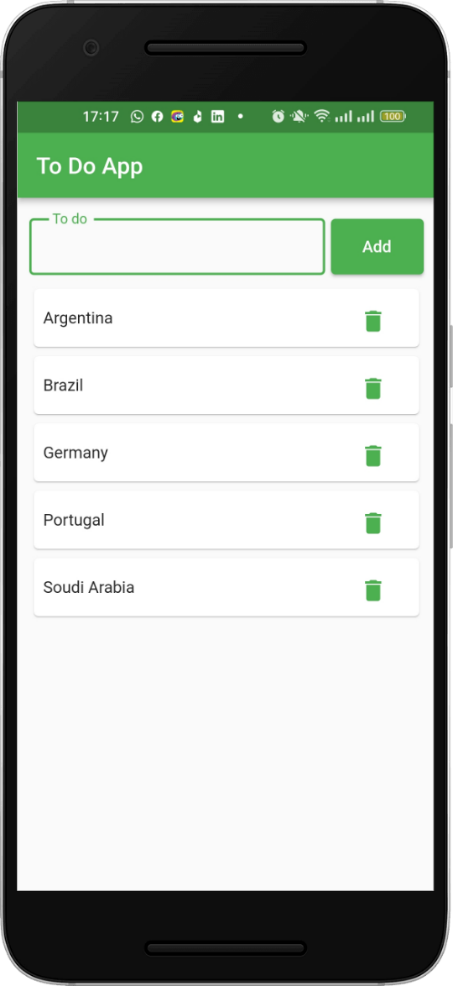 17:17 100
To Do App
To do
Add
Argentina
Brazil
Germany
Portugal
Soudi Arabia